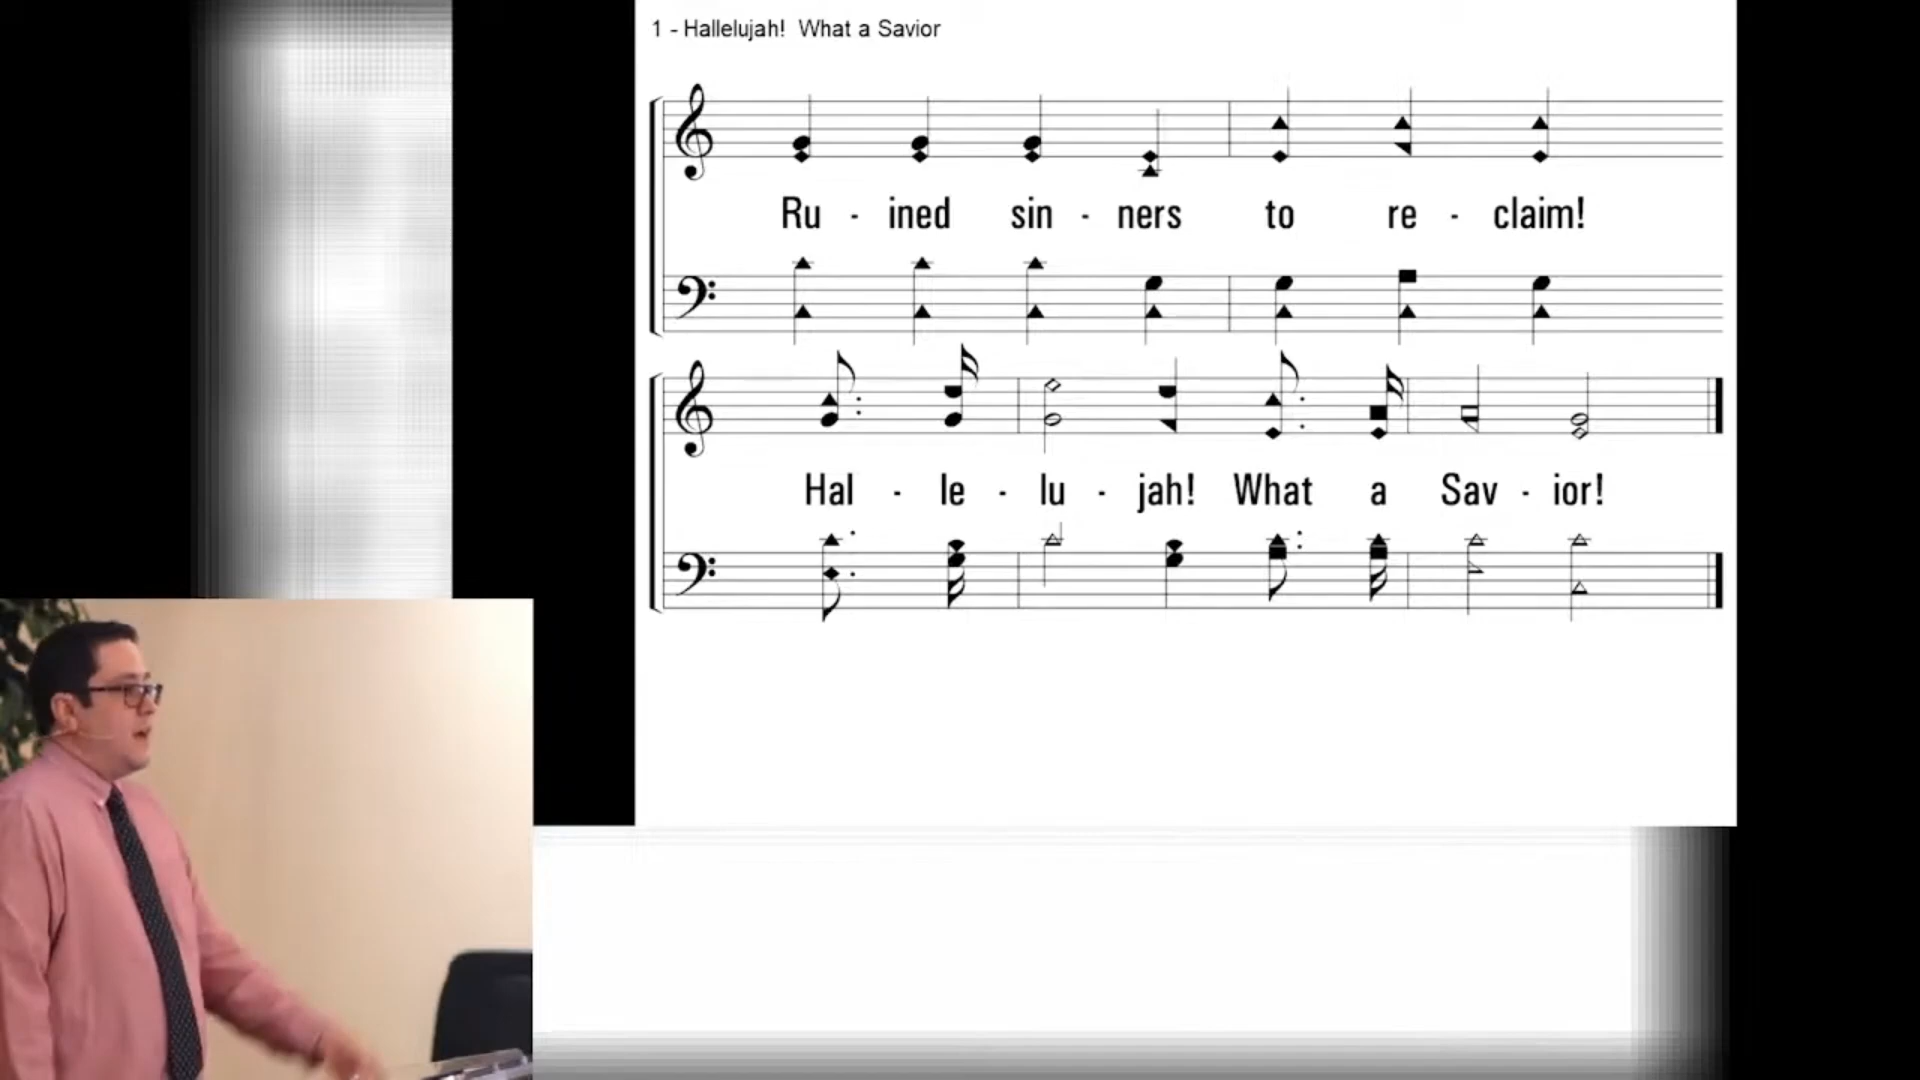 1 - Hallelujah!  What a Savior
Ru - ined sin - ners to re - claim!
Hal - le - lu - jah! What a Sav - ior!